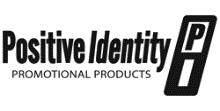 Positive Identity
PROMOTIONAL PRODUCTS
PI